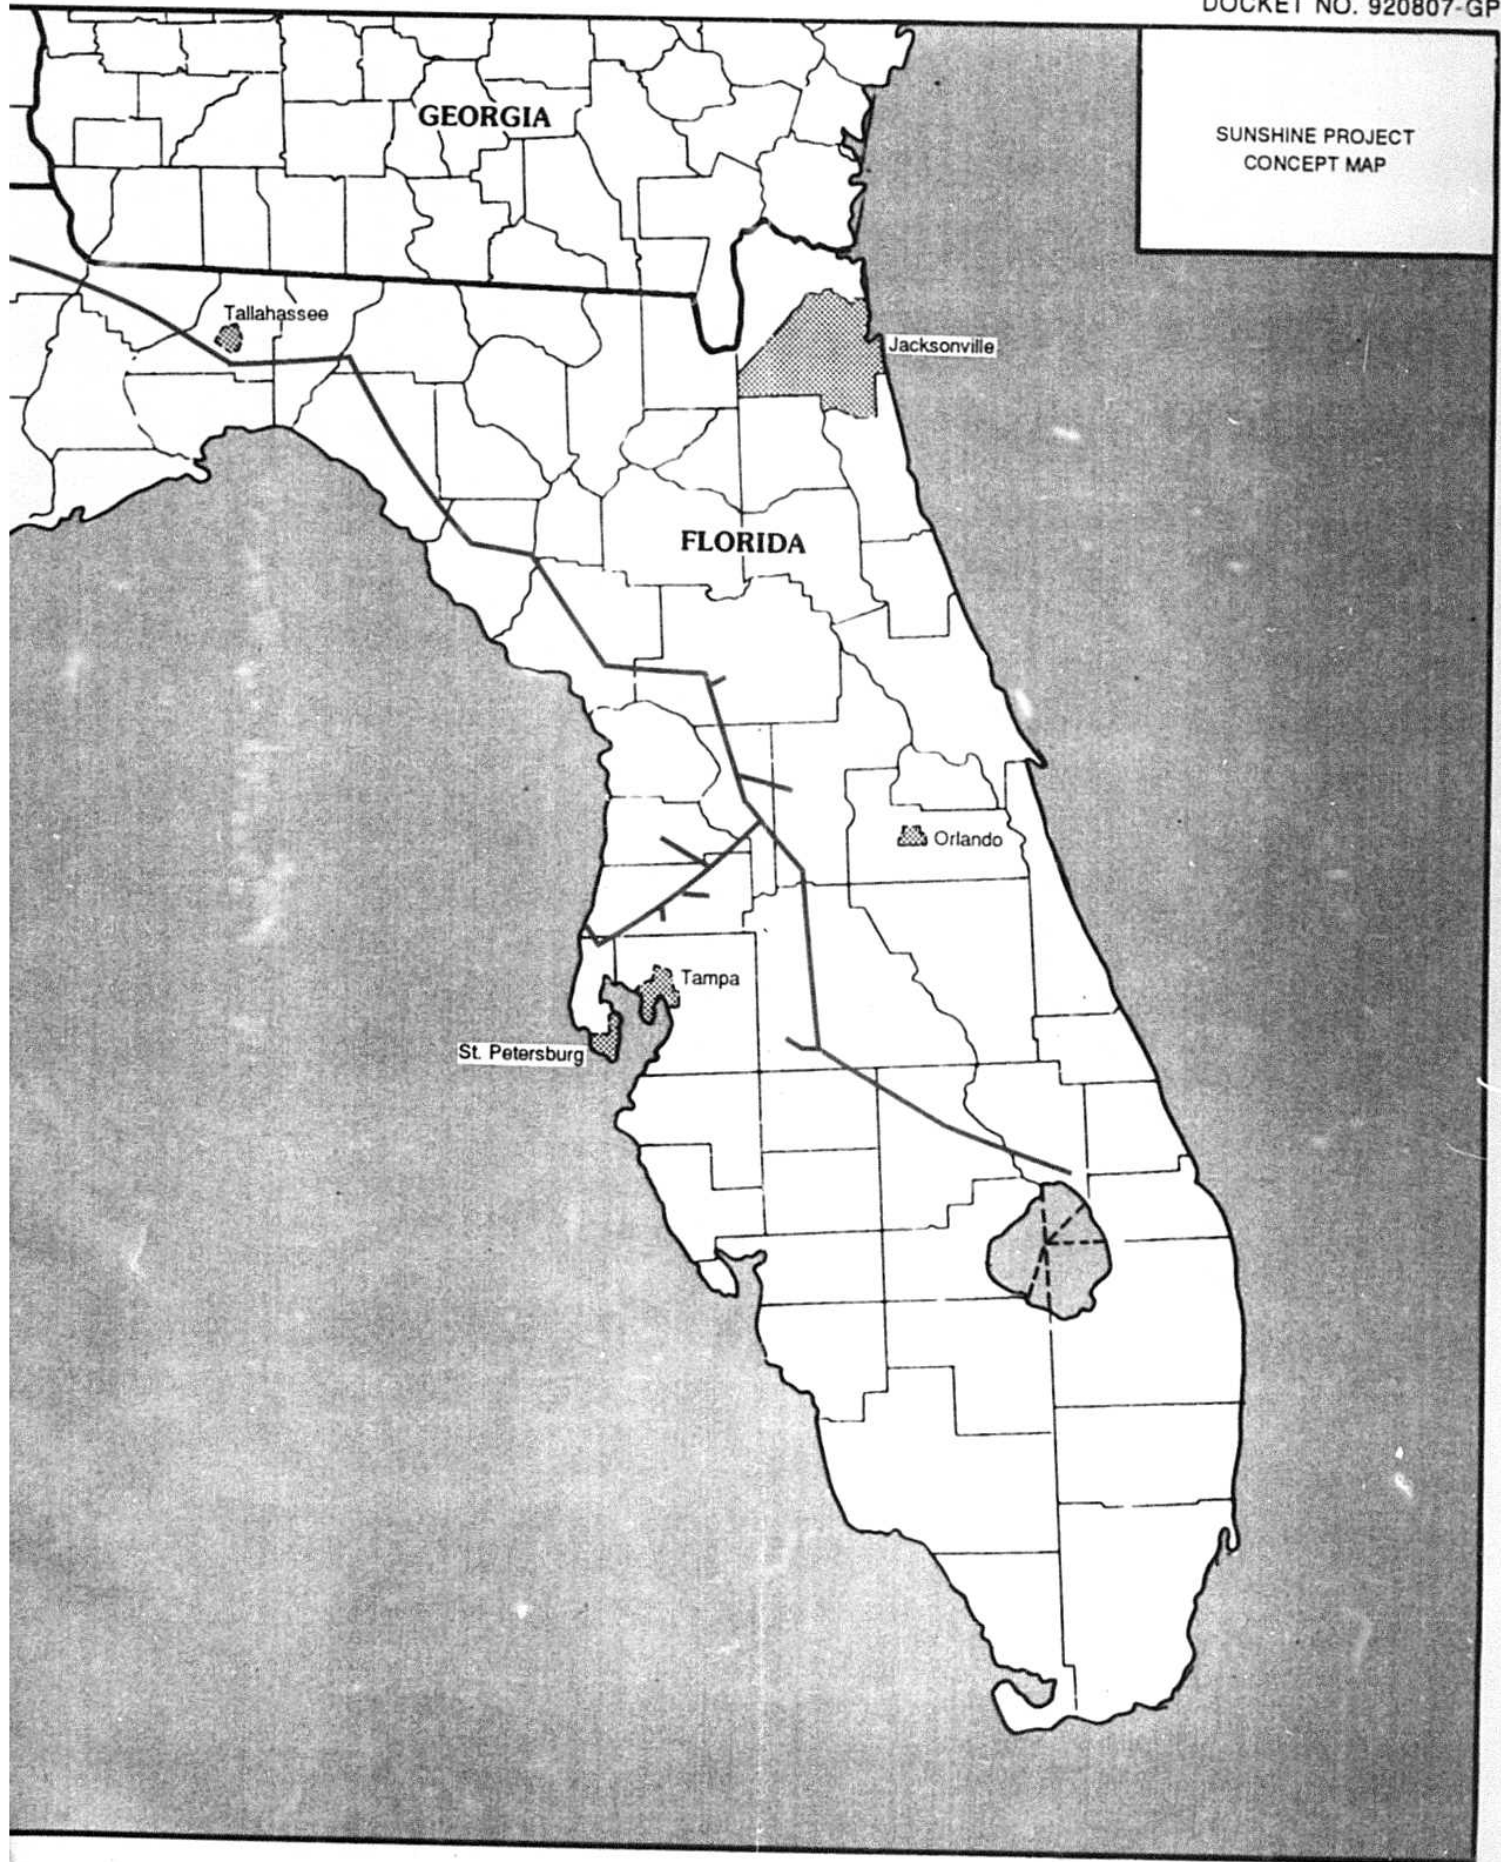 DOCKET NO. 920807-GP
SUNSHINE PROJECT
CONCEPT MAP
GEORGIA
Tallahassee
Jacksonville
FLORIDA
Orlando
Tampa
St. Petersburg